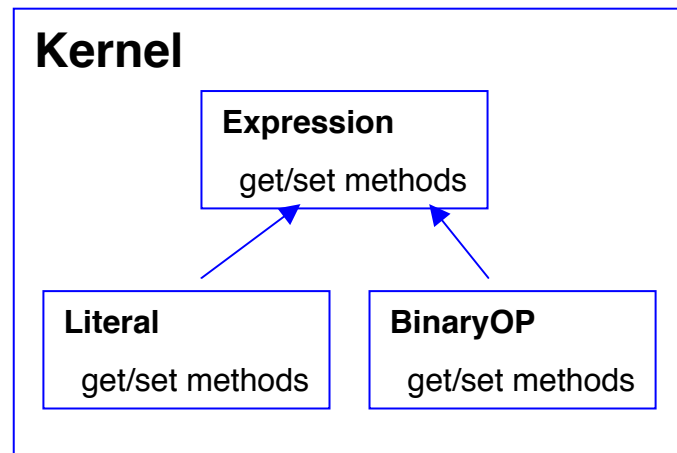 Kernel
Expression
get/set methods
Literal
get/set methods
BinaryOP
get/set methods